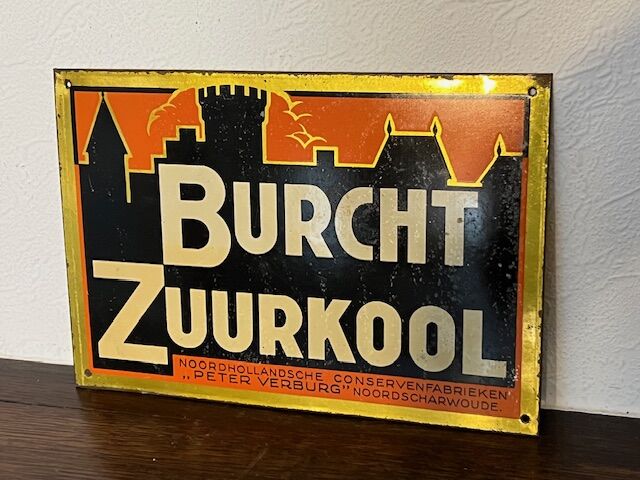 BURCHT
ZUURKOOL
NOORDHOLLANDSCHE CONSERVENFABRIEKEN
„PETER VERBURG” NOORDSCHARWOUDE.